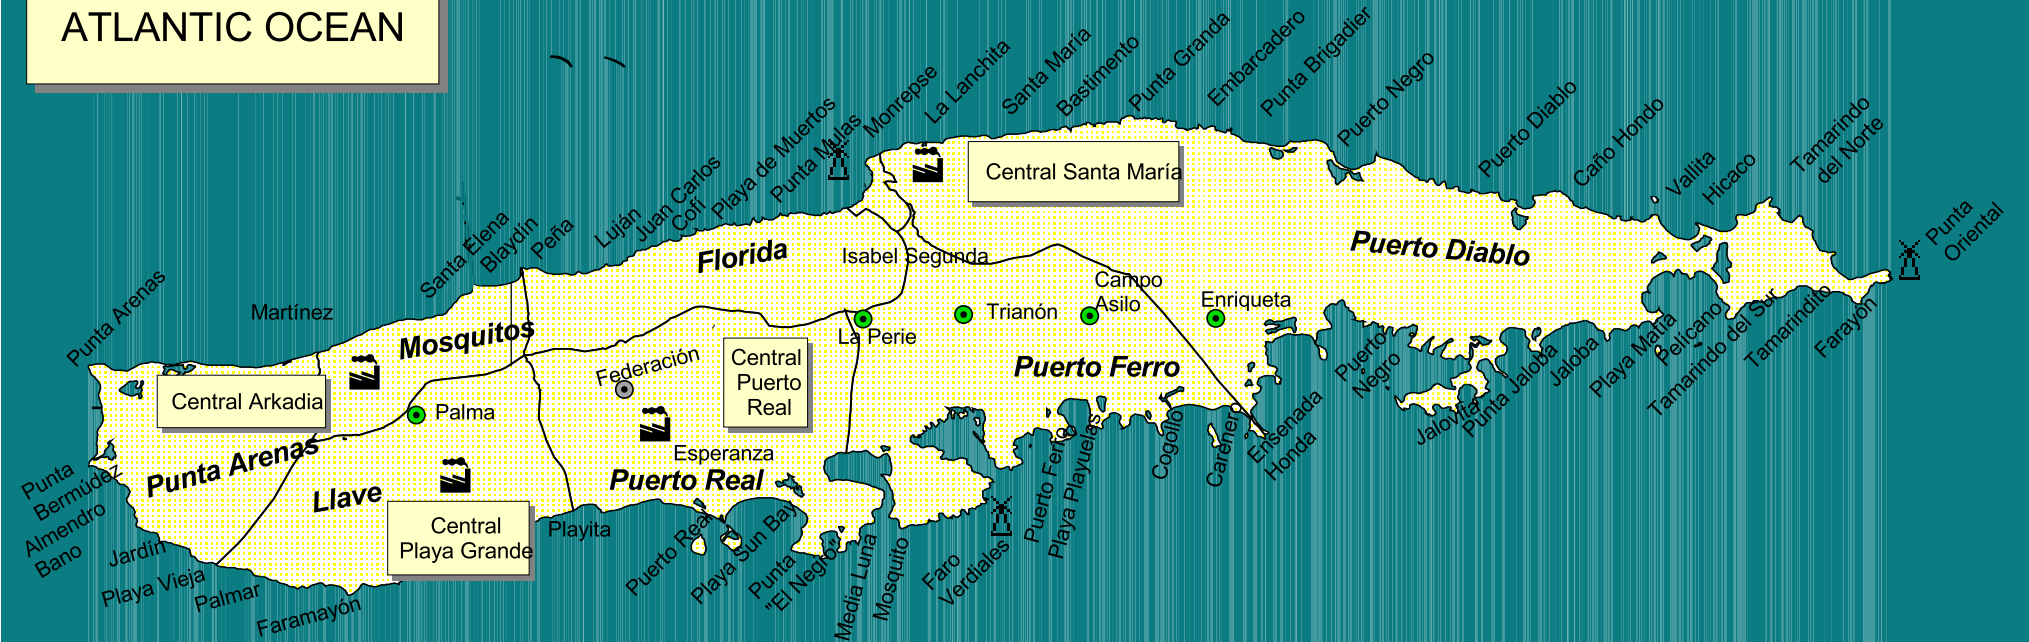 ATLANTIC OCEAN
Punta Arenas
Martínez
Santa Elena
Blaydín
Peña
Luján
Juan Carlos
Cofí
Playa de Muertos
Punta Mulas
Monrepse
La Lanchita
Santa María
Bastimento
Punta Granda
Embarcadero
Punta Brigadier
Puerto Negro
Puerto Diablo
Caño Hondo
Vallita
Hicaco
Tamarindo
del Norte
Punta
Oriental
Central Santa María
Florida
Isabel Segunda
Puerto Diablo
Mosquitos
Campo
Asilo
Trianón
Enriqueta
La Perie
Puerto Ferro
Federación
Central
Puerto
Real
Central Arkadia
Palma
Punta Arenas
Llave
Esperanza
Puerto Real
Central
Playa Grande
Punta
Bermúdez
Almendro
Bano
Jardín
Playa Vieja
Palmar
Faramayón
Playita
Puerto Real
Playa Sun Bay
Punta
"El Negro"
Media Luna
Mosquito
Faro
Verdiales
Puerto Ferro
Playa Playuelas
Cogollo
Carenero
Ensenada
Honda
Puerto
Negro
Jalovita
Punta Jaloba
Jaloba
Playa Matia
Pelicano
Tamarindo del Sur
Tamarindito
Farayón